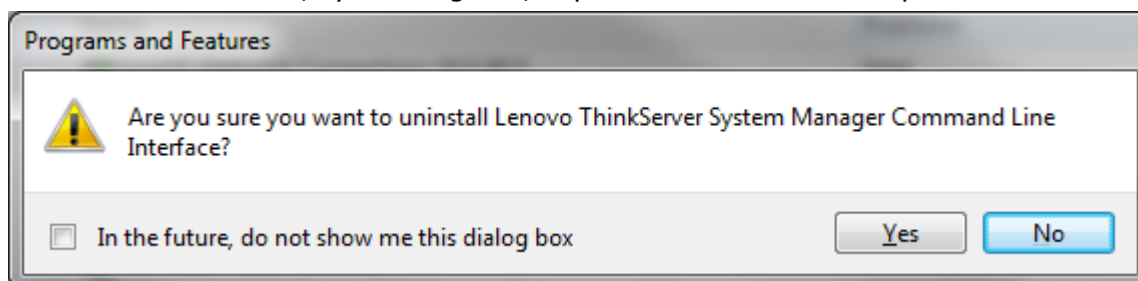 Programs and Features
Are you sure you want to uninstall Lenovo ThinkServer System Manager Command Line
Interface?
In the future, do not show me this dialog box
Yes
No